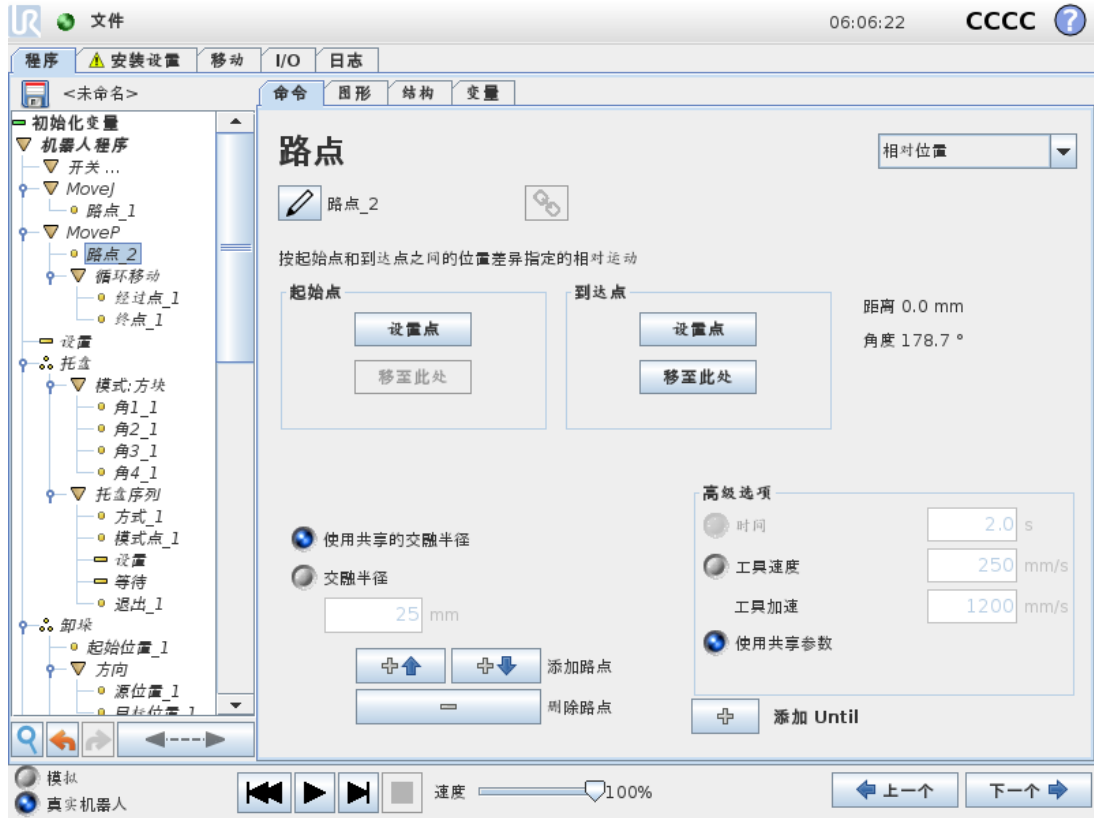 UR 文件 06:06:22 CCCC ?
程序 安装设置 移动 I/O 日志
<未命名> 命令 图形 结构 变量
初始化变量
机器人程序
开关 ...
MoveJ
路点_1
MoveP
路点_2
循环移动
经过点_1
终点_1
设置
托盘
模式:方块
角1_1
角2_1
角3_1
角4_1
托盘序列
方式_1
模式点_1
设置
等待
退出_1
卸垛
起始位置_1
方向
源位置_1
目标位置_1
路点
相对位置
路点_2
按起始点和到达点之间的位置差异指定的相对运动
起始点
设置点
移至此处
到达点
设置点
移至此处
距离 0.0 mm
角度 178.7 °
使用共享的交融半径
交融半径
25 mm
添加路点
删除路点
高级选项
时间 2.0 s
工具速度 250 mm/s
工具加速 1200 mm/s
使用共享参数
添加 Until
模拟
真实机器人
速度 100%
上一个 下一个